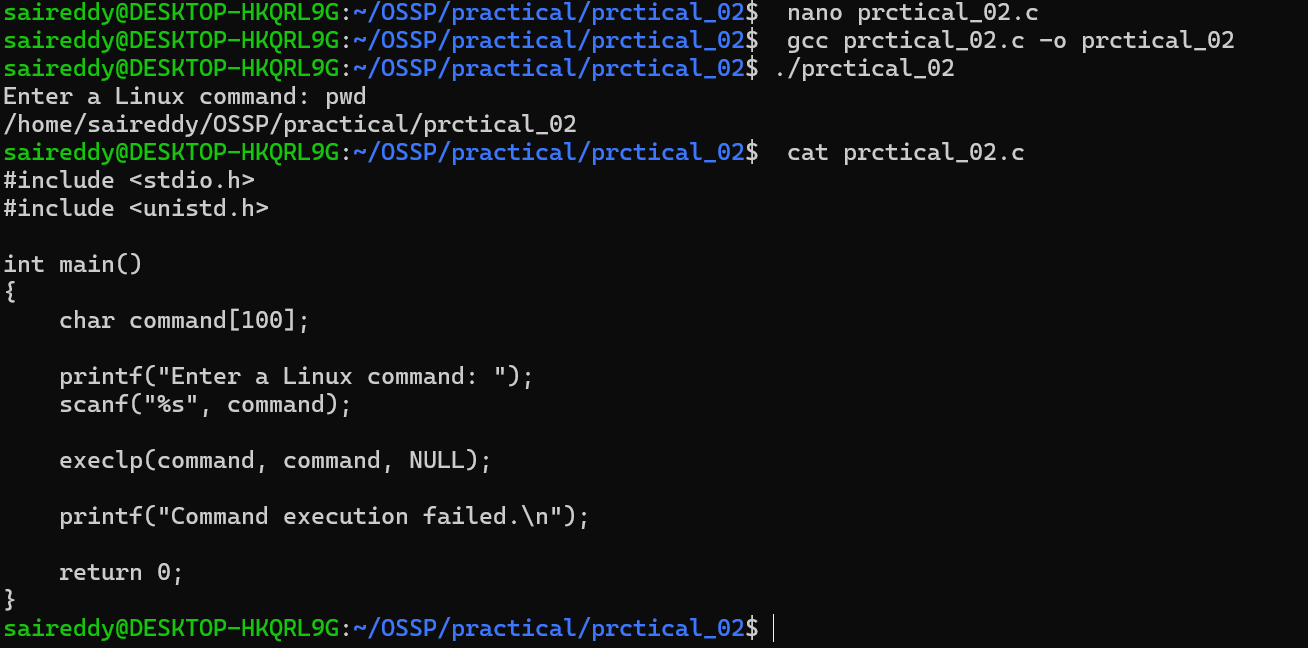 saireddy@DESKTOP-HKQRL9G:~/OSSP/practical/prctical_02$  nano prctical_02.c
saireddy@DESKTOP-HKQRL9G:~/OSSP/practical/prctical_02$  gcc prctical_02.c -o prctical_02
saireddy@DESKTOP-HKQRL9G:~/OSSP/practical/prctical_02$ ./prctical_02
Enter a Linux command: pwd
/home/saireddy/OSSP/practical/prctical_02
saireddy@DESKTOP-HKQRL9G:~/OSSP/practical/prctical_02$  cat prctical_02.c
#include <stdio.h>
#include <unistd.h>

int main()
{
    char command[100];

    printf("Enter a Linux command: ");
    scanf("%s", command);

    execlp(command, command, NULL);

    printf("Command execution failed.\n");

    return 0;
}
saireddy@DESKTOP-HKQRL9G:~/OSSP/practical/prctical_02$